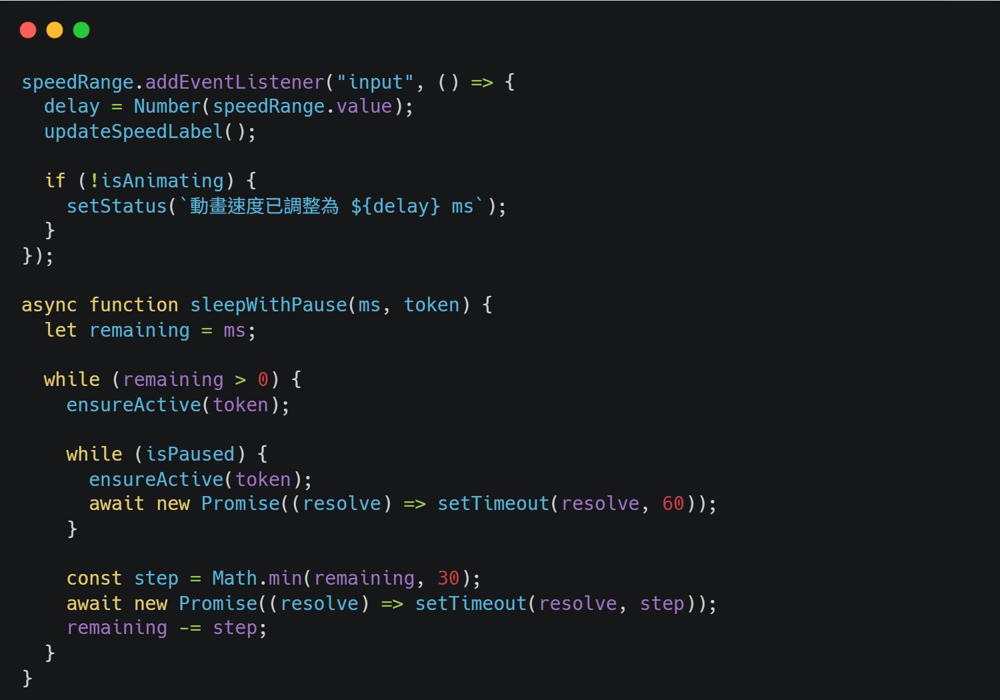 speedRange.addEventListener("input", () => {
  delay = Number(speedRange.value);
  updateSpeedLabel();

  if (!isAnimating) {
    setStatus(`動畫速度已調整為 ${delay} ms`);
  }
});

async function sleepWithPause(ms, token) {
  let remaining = ms;

  while (remaining > 0) {
    ensureActive(token);

    while (isPaused) {
      ensureActive(token);
      await new Promise((resolve) => setTimeout(resolve, 60));
    }

    const step = Math.min(remaining, 30);
    await new Promise((resolve) => setTimeout(resolve, step));
    remaining -= step;
  }
}